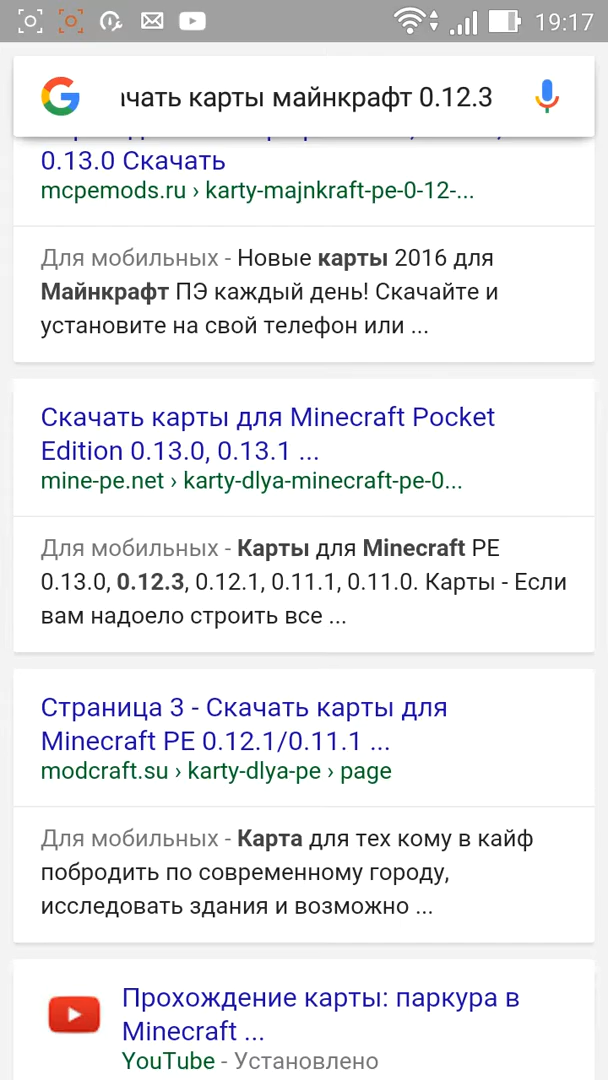 19:17
карты майнкрафт 0.12.3
0.13.0 Скачать
mcpemods.ru › karty-majnkraft-pe-0-12-...
Для мобильных - Новые карты 2016 для
Майнкрафт ПЭ каждый день! Скачайте и
установите на свой телефон или ...
Скачать карты для Minecraft Pocket
Edition 0.13.0, 0.13.1 ...
mine-pe.net › karty-dlya-minecraft-pe-0...
Для мобильных - Карты для Minecraft PE
0.13.0, 0.12.3, 0.12.1, 0.11.1, 0.11.0. Карты - Если
вам надоело строить все ...
Страница 3 - Скачать карты для
Minecraft PE 0.12.1/0.11.1 ...
modcraft.su › karty-dlya-pe › page
Для мобильных - Карта для тех кому в кайф
побродить по современному городу,
исследовать здания и возможно ...
Прохождение карты: паркура в
Minecraft ...
YouTube - Установлено